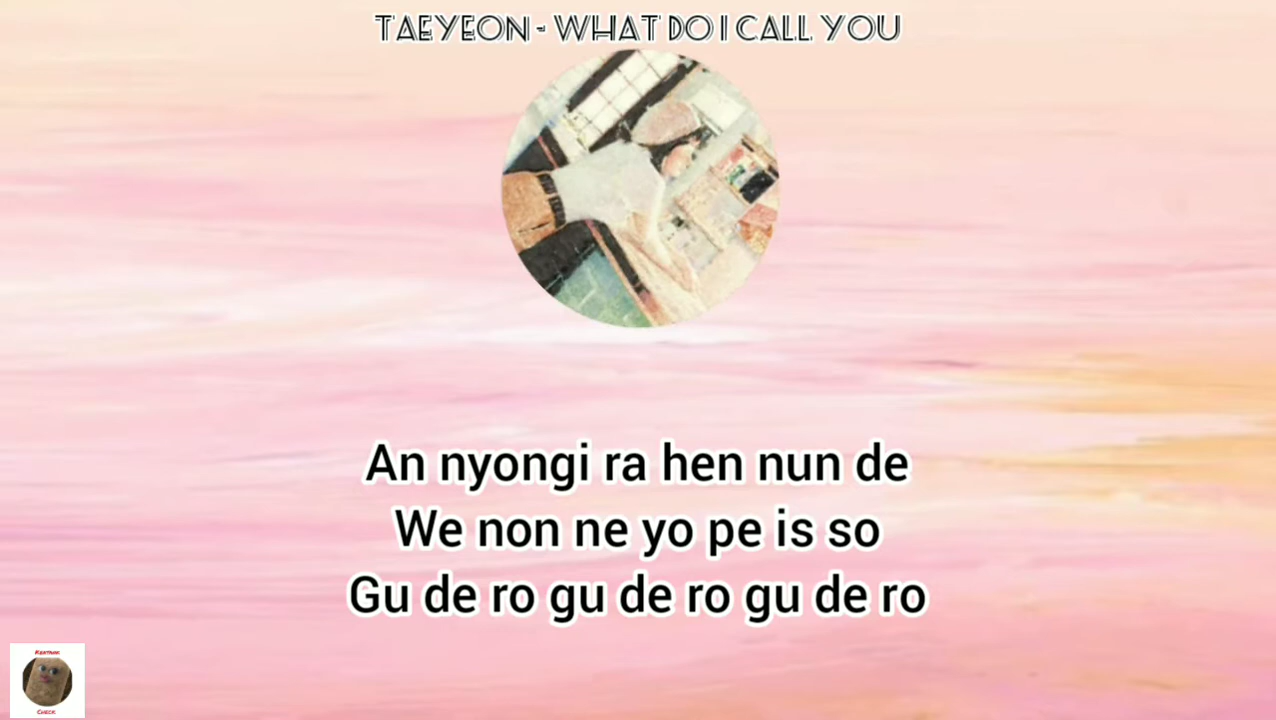 TAEYEON - WHAT DO I CALL YOU
An nyongi ra hen nun de
We non ne yo pe is so
Gu de ro gu de ro gu de ro
Check